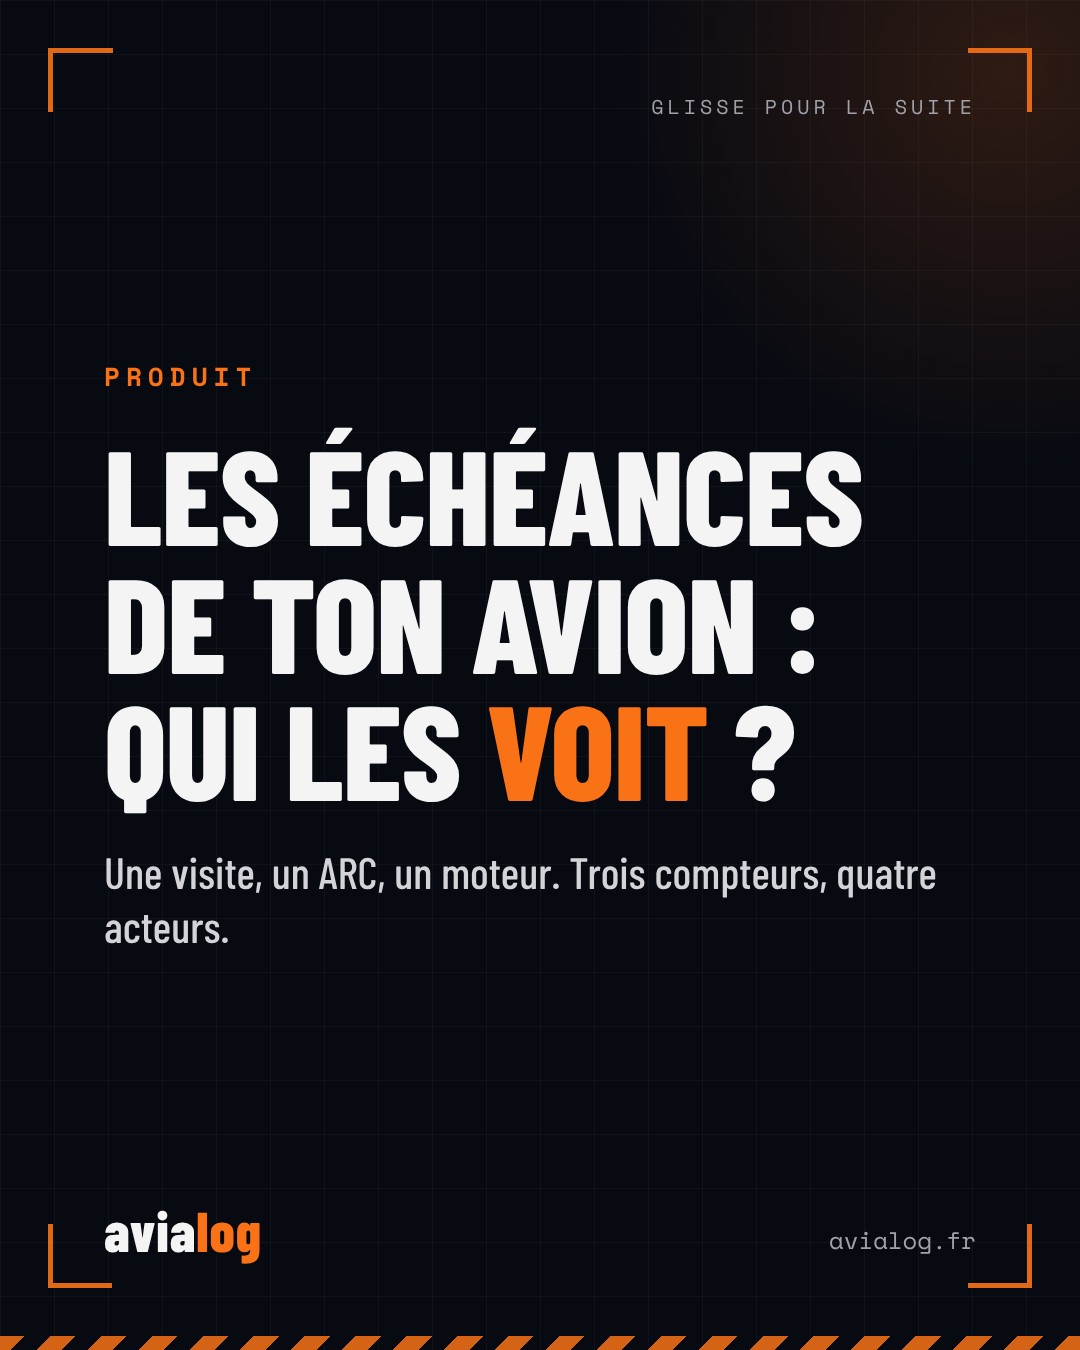 GLISSE POUR LA SUITE
PRODUIT
LES ÉCHÉANCES
DE TON AVION :
QUI LES VOIT ?
Une visite, un ARC, un moteur. Trois compteurs, quatre
acteurs.
avialog
avialog.fr